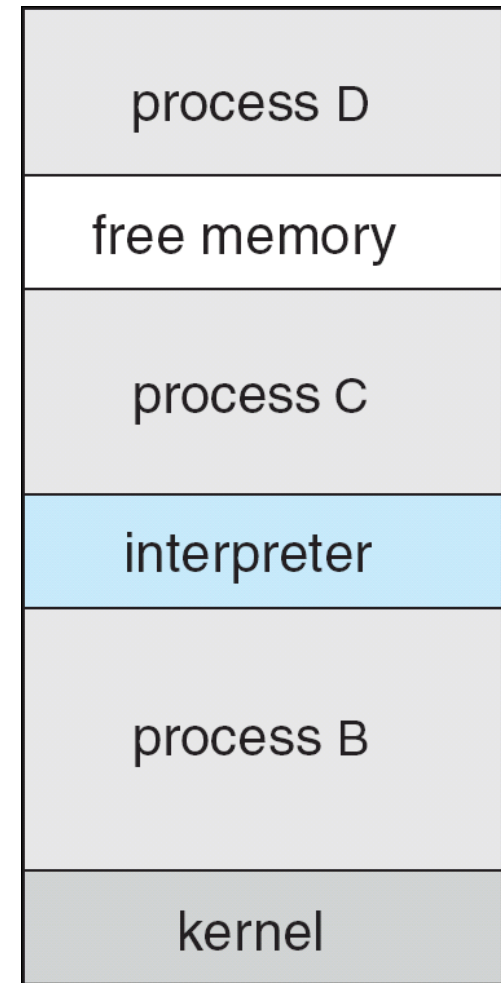 process D
free memory
process C
interpreter
process B
kernel